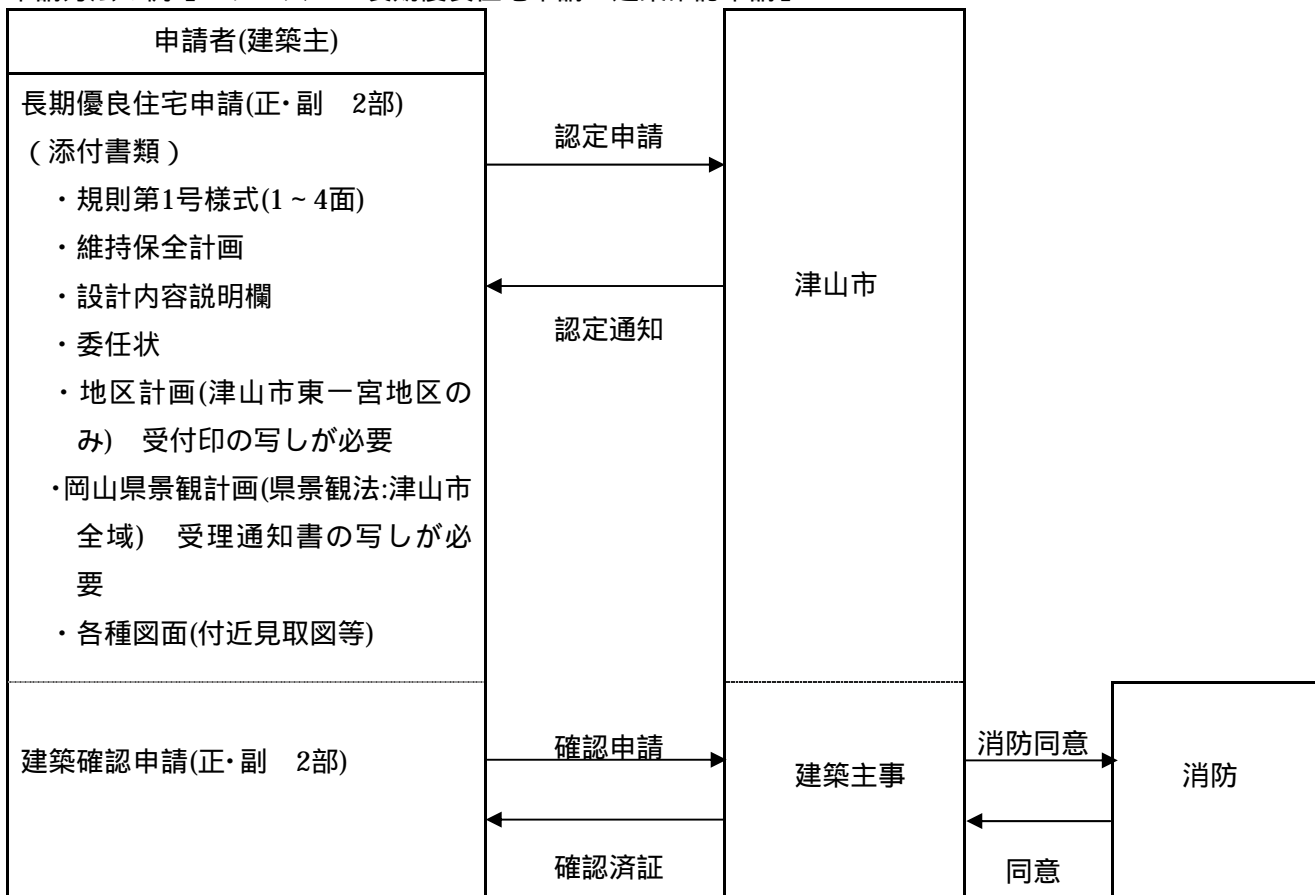 申請者(建築主)
長期優良住宅申請(正・副　2部)
(添付書類)
・規則第1号様式(1～4面)
・維持保全計画
・設計内容説明欄
・委任状
・地区計画(津山市東一宮地区の
み)　受付印の写しが必要
・岡山県景観計画(県景観法:津山市
全域)　受理通知書の写しが必
要
・各種図面(付近見取図等)
認定申請
認定通知
津山市
建築確認申請(正・副　2部)
確認申請
確認済証
建築主事
消防同意
同意
消防